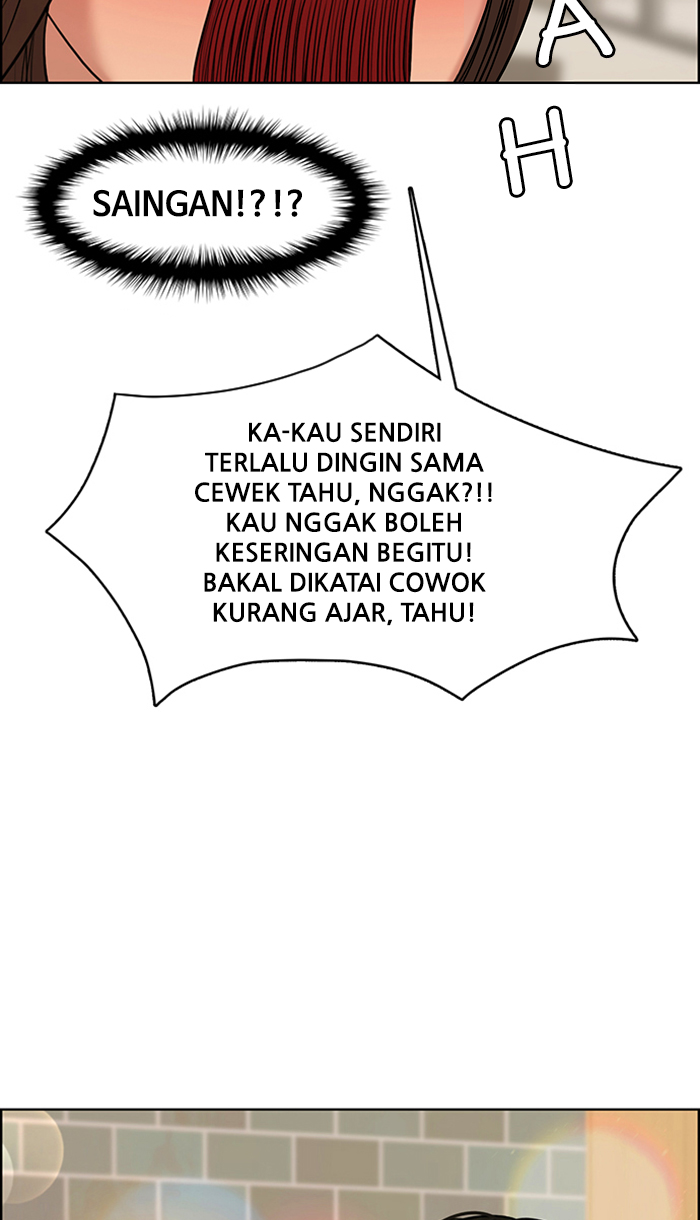 A
H
SAINGAN!?!?
KA-KAU SENDIRI
TERLALU DINGIN SAMA
CEWEK TAHU, NGGAK?!!
KAU NGGAK BOLEH
KESERINGAN BEGITU!
BAKAL DIKATAI COWOK
KURANG AJAR, TAHU!